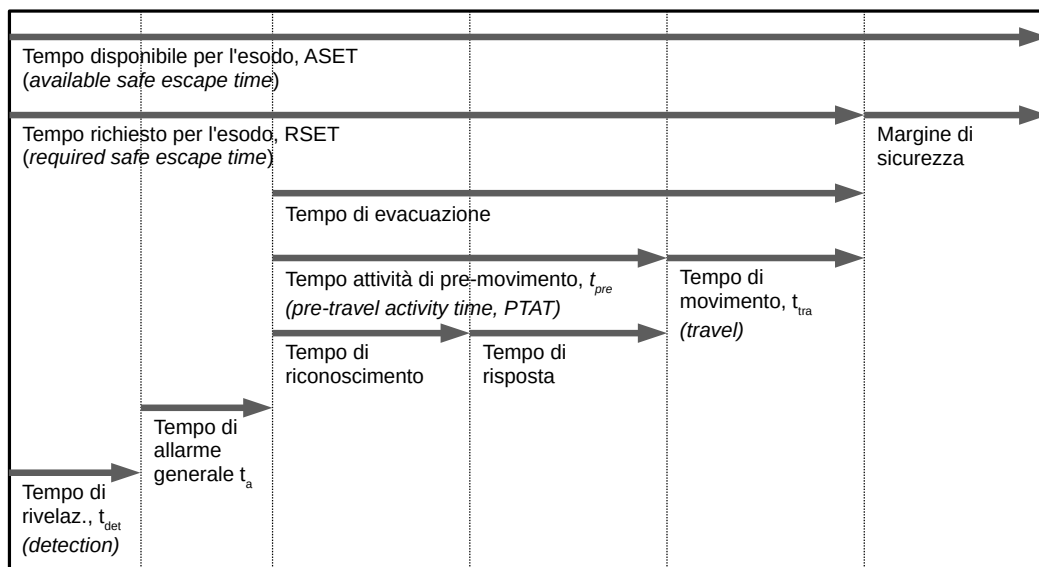 Tempo disponibile per l'esodo, ASET
(available safe escape time)
Tempo richiesto per l'esodo, RSET
(required safe escape time)
Margine di
sicurezza
Tempo di evacuazione
Tempo attività di pre-movimento, tpre
(pre-travel activity time, PTAT)
Tempo di
movimento, ttra
(travel)
Tempo di
riconoscimento
Tempo di
risposta
Tempo di
allarme
generale ta
Tempo di
rivelaz., tdet
(detection)